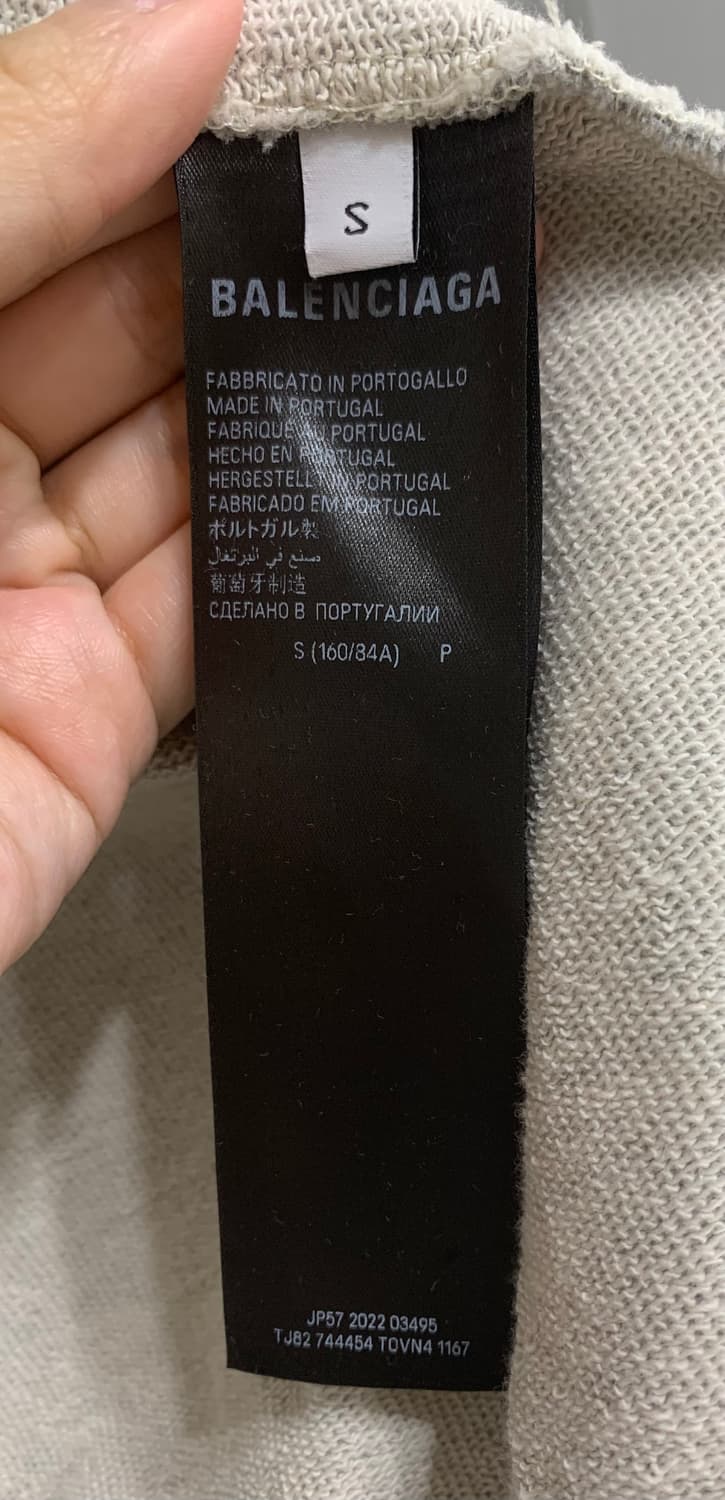 S
BALENCIAGA
FABBRICATO IN PORTOGALLO
MADE IN PORTUGAL
FABRIQUE EN PORTUGAL
HECHO EN PORTUGAL
HERGESTELLT IN PORTUGAL
FABRICADO EM PORTUGAL
ポルトガル製
صنع في البرتغال
葡萄牙制造
СДЕЛАНО В ПОРТУГАЛИИ
S (160/84A) P
JP57 2022 03495
TJ82 744454 TOVN4 1167